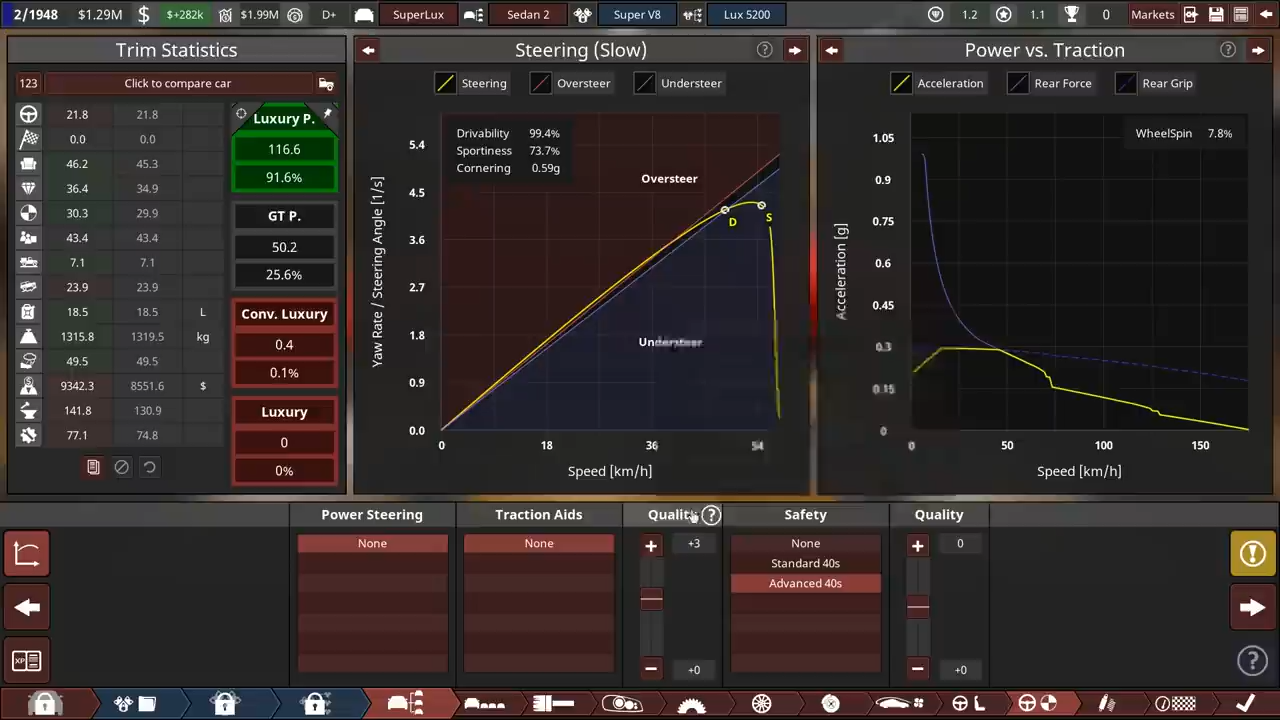 2/1948 $1.29M $ $+282k $1.99M D+ SuperLux Sedan 2 Super V8 Lux 5200 1.2 1.1 0 Markets
Trim Statistics
123 Click to compare car
21.8 21.8
0.0 0.0
46.2 45.3
36.4 34.9
30.3 29.9
43.4 43.4
7.1 7.1
23.9 23.9
18.5 18.5 L
1315.8 1319.5 kg
49.5 49.5
9342.3 8551.6 $
141.8 130.9
77.1 74.8
Luxury P.
116.6
91.6%
GT P.
50.2
25.6%
Conv. Luxury
0.4
0.1%
Luxury
0
0%
Steering (Slow) ?
Steering Oversteer Understeer
Drivability 99.4%
Sportiness 73.7%
Cornering 0.59g
Oversteer
Understeer
D
S
Yaw Rate / Steering Angle [1/s]
5.4
4.5
3.6
2.7
1.8
0.9
0.0
0 18 36 54
Speed [km/h]
Power vs. Traction ?
Acceleration Rear Force Rear Grip
WheelSpin 7.8%
Acceleration [g]
1.05
0.9
0.75
0.6
0.45
0.3
0.15
0
0 50 100 150
Speed [km/h]
Power Steering
None
Traction Aids
None
Quality ?
+ +3
- +0
Safety
None
Standard 40s
Advanced 40s
Quality
+ 0
- +0
XP
!
?